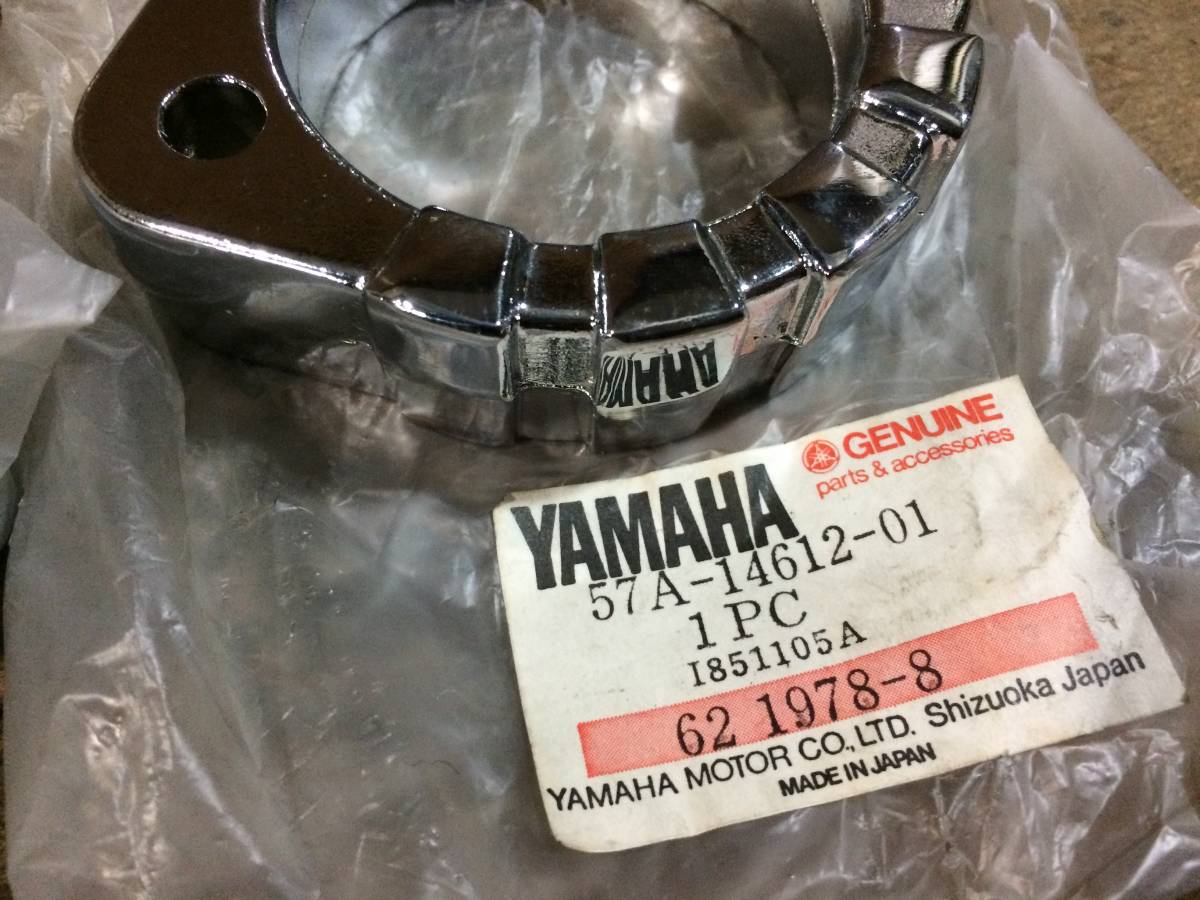 GENUINE
parts & accessories
YAMAHA
57A-14612-01
1 PC
I851105A
62 1978-8
YAMAHA MOTOR CO., LTD. Shizuoka Japan
MADE IN JAPAN